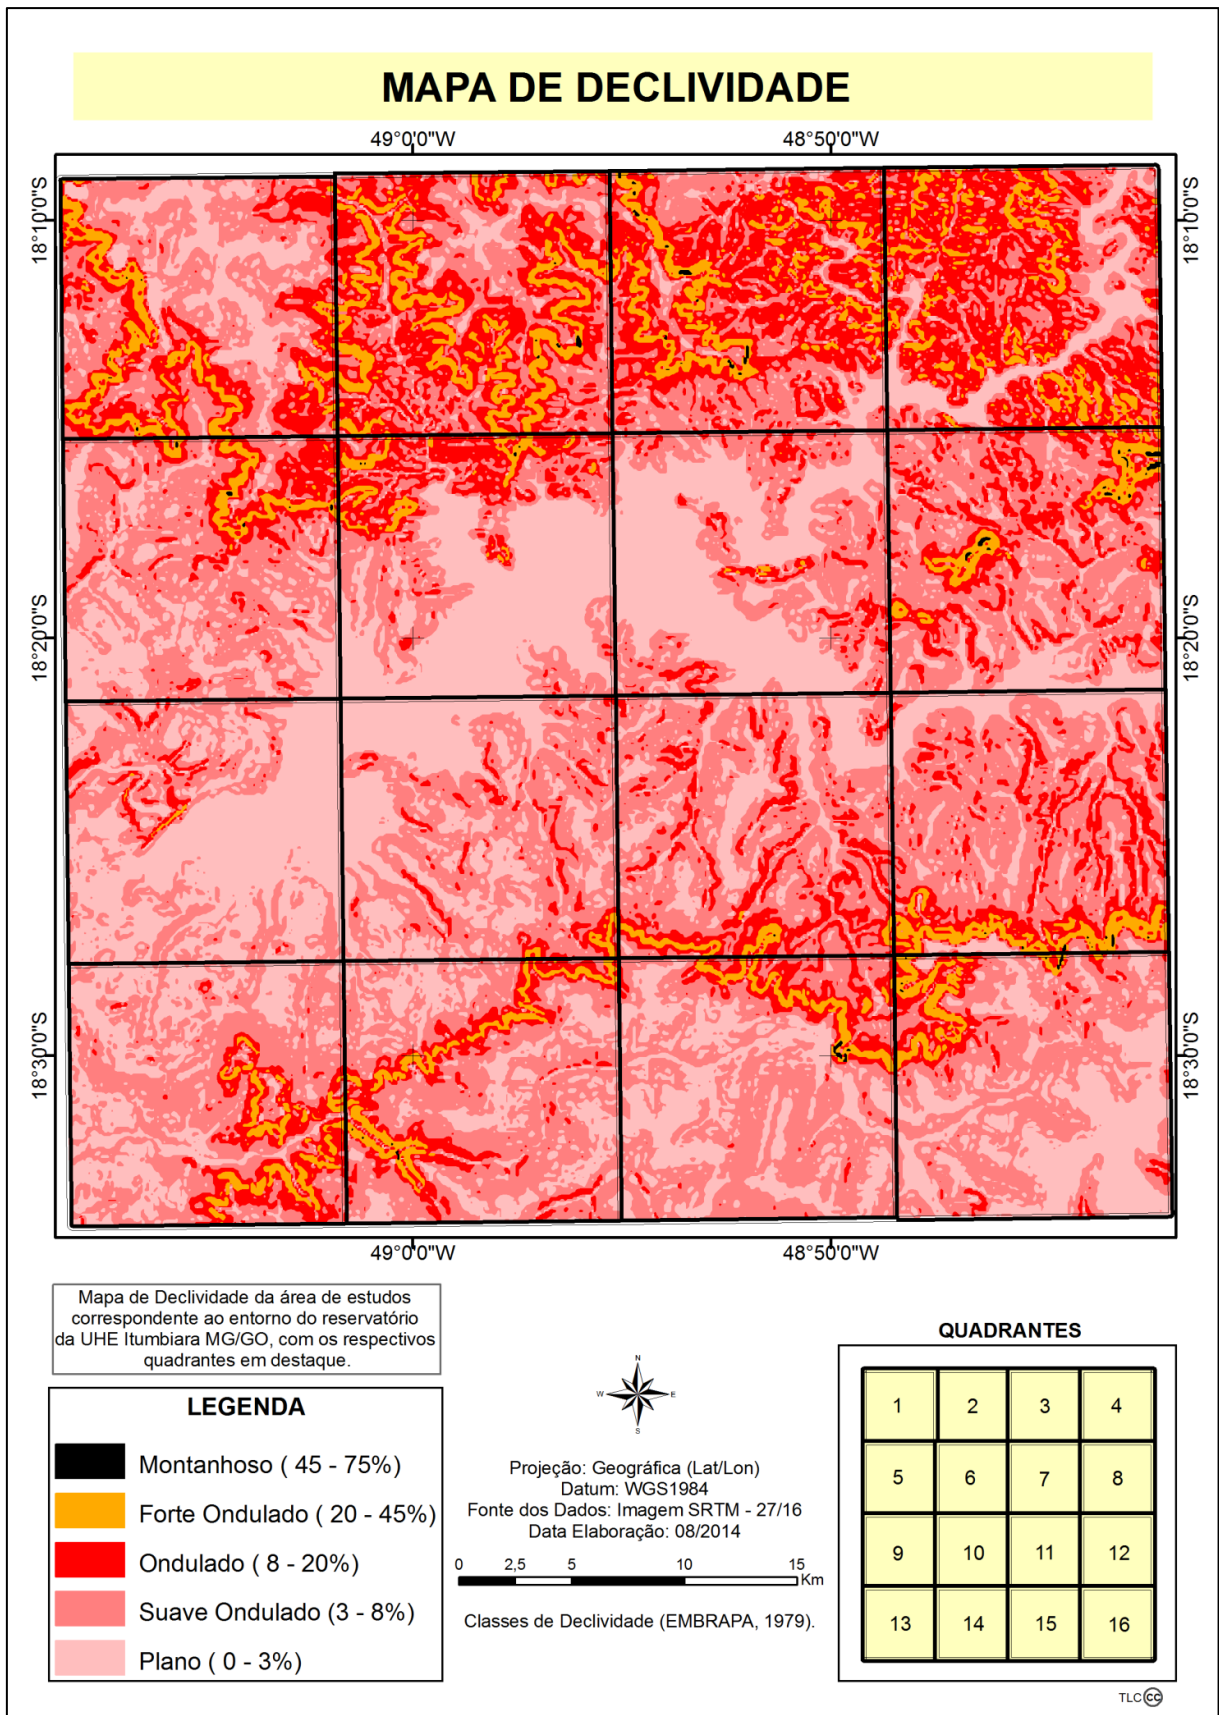 MAPA DE DECLIVIDADE
49°0'0"W
48°50'0"W
18°10'0"S
18°10'0"S
18°20'0"S
18°20'0"S
18°30'0"S
18°30'0"S
49°0'0"W
48°50'0"W
Mapa de Declividade da área de estudos
correspondente ao entorno do reservatório
da UHE Itumbiara MG/GO, com os respectivos
quadrantes em destaque.
LEGENDA
Montanhoso ( 45 - 75%)
Forte Ondulado ( 20 - 45%)
Ondulado ( 8 - 20%)
Suave Ondulado (3 - 8%)
Plano ( 0 - 3%)
N
W
E
S
Projeção: Geográfica (Lat/Lon)
Datum: WGS1984
Fonte dos Dados: Imagem SRTM - 27/16
Data Elaboração: 08/2014
0 2,5 5 10 15
Km
Classes de Declividade (EMBRAPA, 1979).
QUADRANTES
1 2 3 4
5 6 7 8
9 10 11 12
13 14 15 16
TLC cc